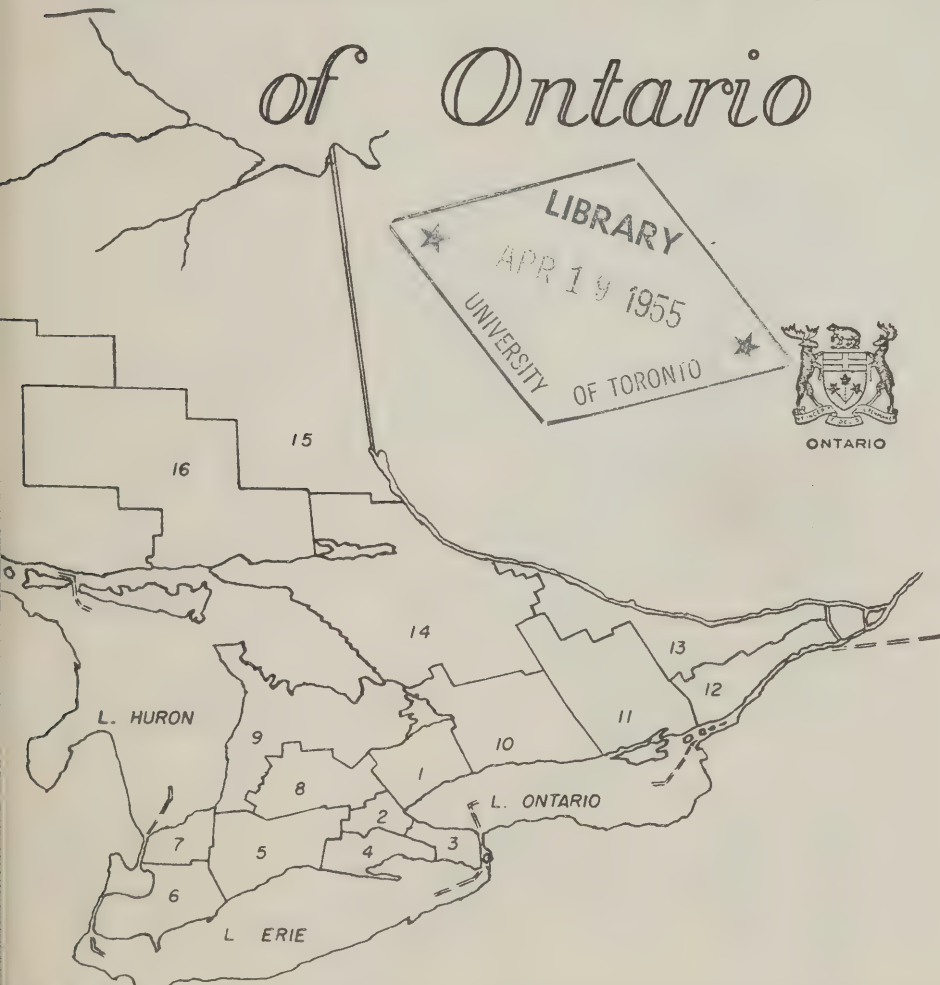 of Ontario
LIBRARY
APR 19 1955
UNIVERSITY
OF TORONTO
ONTARIO
15
16
14
13
12
L. HURON
11
9
10
1
8
L. ONTARIO
2
3
7
5
4
6
L ERIE